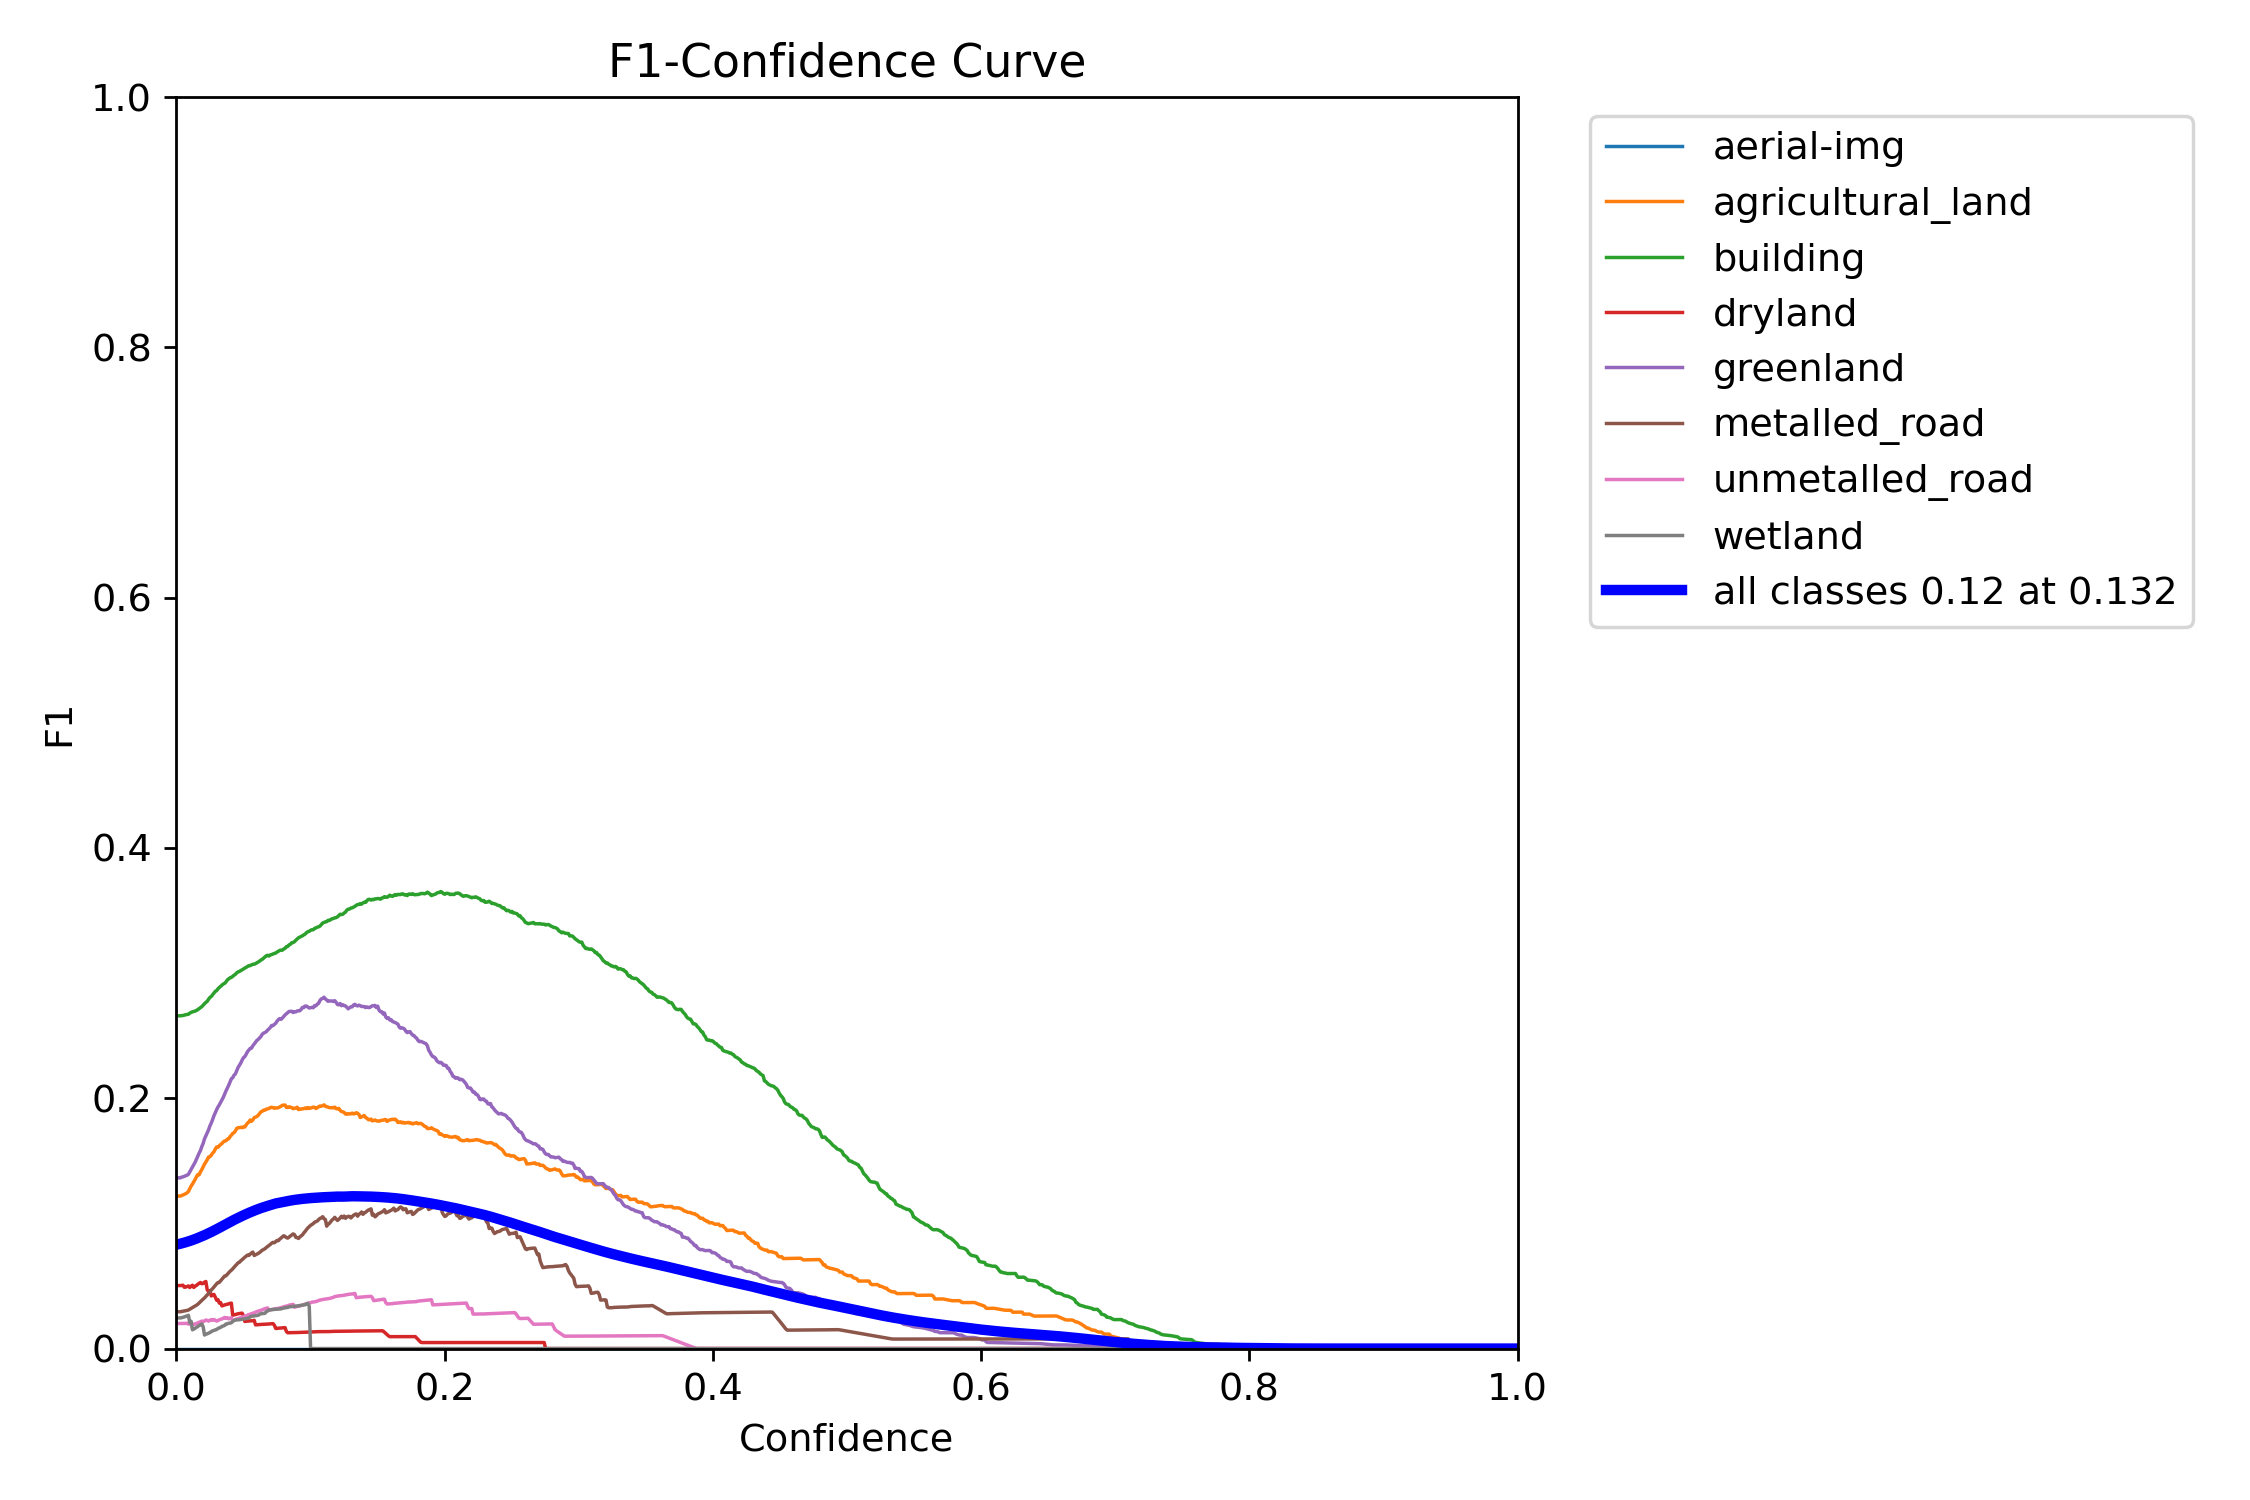 F1-Confidence Curve
1.0
0.8
0.6
0.4
0.2
0.0
F1
0.0 0.2 0.4 0.6 0.8 1.0
Confidence
aerial-img
agricultural_land
building
dryland
greenland
metalled_road
unmetalled_road
wetland
all classes 0.12 at 0.132